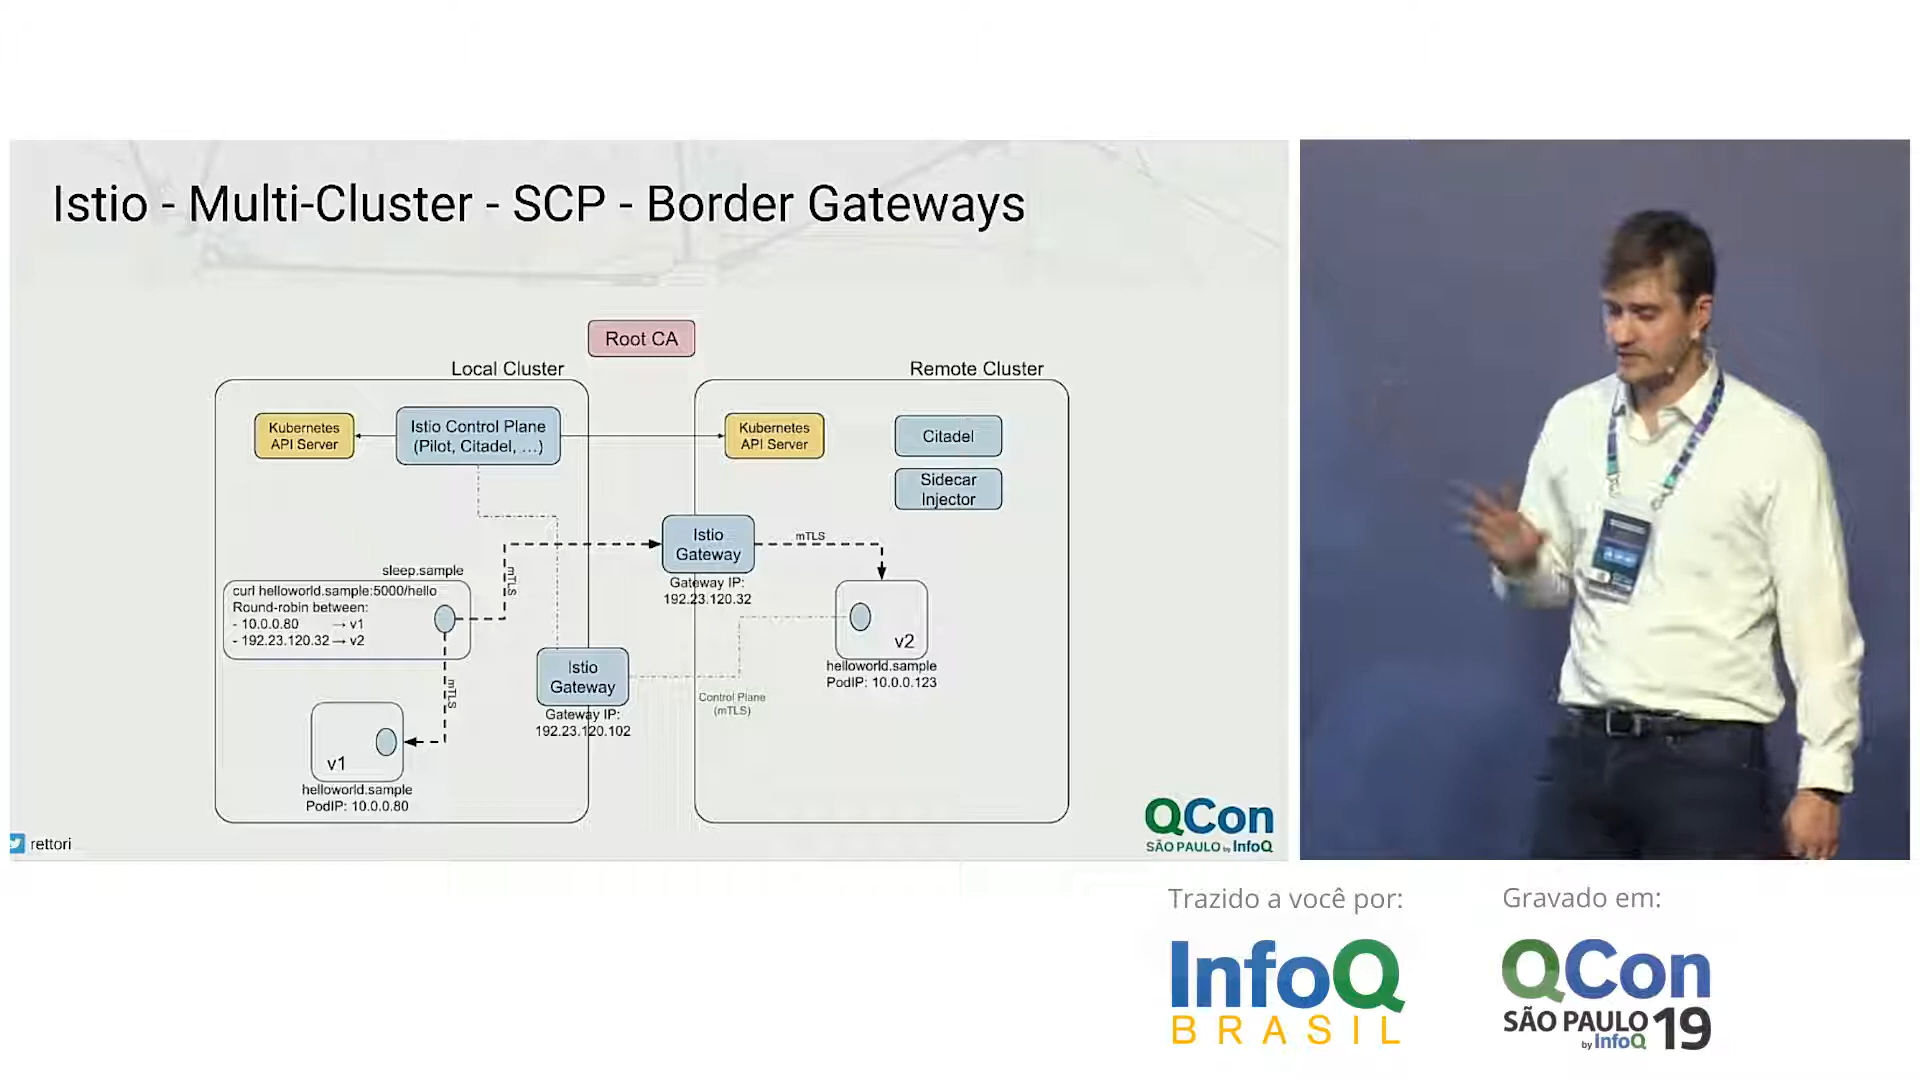 Istio - Multi-Cluster - SCP - Border Gateways
Root CA
Local Cluster
Remote Cluster
Kubernetes
API Server
Istio Control Plane
(Pilot, Citadel, ...)
Kubernetes
API Server
Citadel
Sidecar
Injector
Istio
Gateway
mTLS
Gateway IP:
192.23.120.32
mTLS
sleep.sample
curl helloworld.sample:5000/hello
Round-robin between:
- 10.0.0.80 → v1
- 192.23.120.32 → v2
mTLS
v2
helloworld.sample
PodIP: 10.0.0.123
Istio
Gateway
Gateway IP:
192.23.120.102
Control Plane
(mTLS)
v1
helloworld.sample
PodIP: 10.0.0.80
rettori
QCon
SÃO PAULO by InfoQ
Trazido a você por:
InfoQ
BRASIL
Gravado em:
QCon
SÃO PAULO 19
by InfoQ